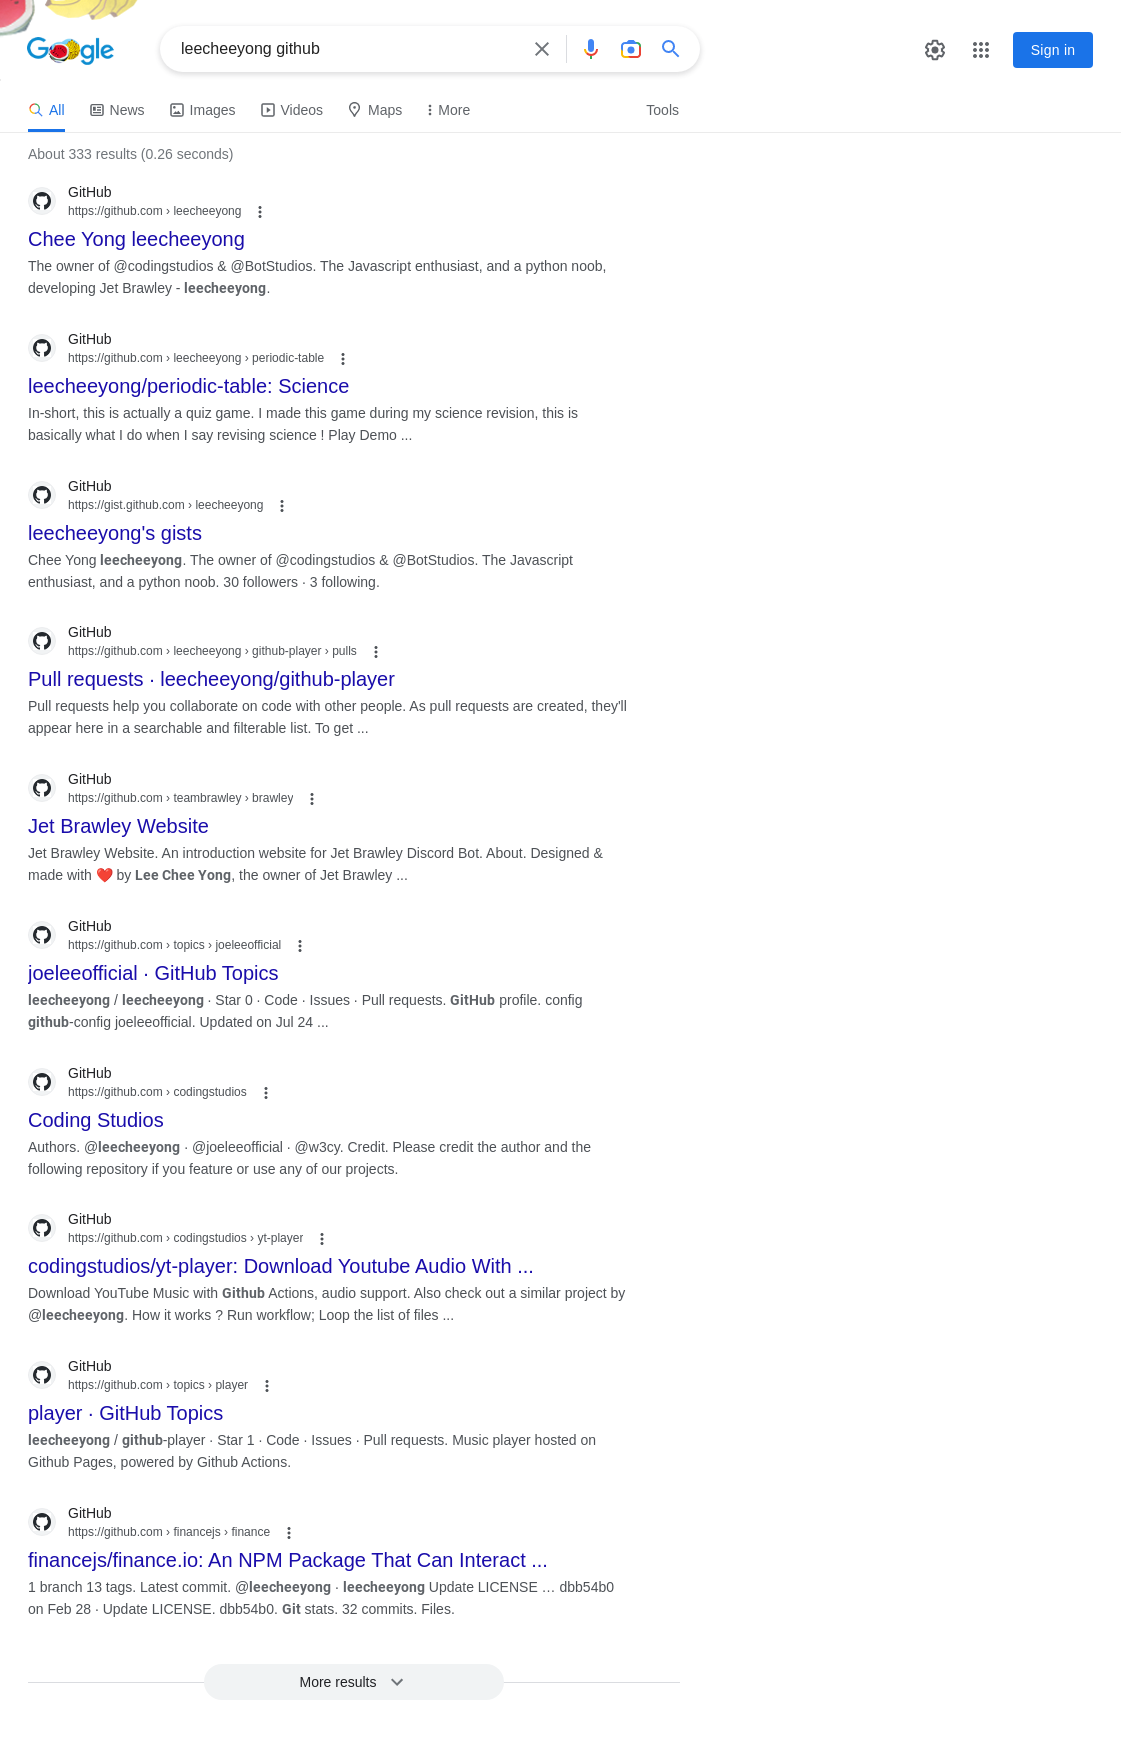 Google
leecheeyong github
Sign in
All News Images Videos Maps More Tools
About 333 results (0.26 seconds)
GitHub
https://github.com › leecheeyong
Chee Yong leecheeyong
The owner of @codingstudios & @BotStudios. The Javascript enthusiast, and a python noob,
developing Jet Brawley - leecheeyong.
GitHub
https://github.com › leecheeyong › periodic-table
leecheeyong/periodic-table: Science
In-short, this is actually a quiz game. I made this game during my science revision, this is
basically what I do when I say revising science ! Play Demo ...
GitHub
https://gist.github.com › leecheeyong
leecheeyong's gists
Chee Yong leecheeyong. The owner of @codingstudios & @BotStudios. The Javascript
enthusiast, and a python noob. 30 followers · 3 following.
GitHub
https://github.com › leecheeyong › github-player › pulls
Pull requests · leecheeyong/github-player
Pull requests help you collaborate on code with other people. As pull requests are created, they'll
appear here in a searchable and filterable list. To get ...
GitHub
https://github.com › teambrawley › brawley
Jet Brawley Website
Jet Brawley Website. An introduction website for Jet Brawley Discord Bot. About. Designed &
made with ❤️ by Lee Chee Yong, the owner of Jet Brawley ...
GitHub
https://github.com › topics › joeleeofficial
joeleeofficial · GitHub Topics
leecheeyong / leecheeyong · Star 0 · Code · Issues · Pull requests. GitHub profile. config
github-config joeleeofficial. Updated on Jul 24 ...
GitHub
https://github.com › codingstudios
Coding Studios
Authors. @leecheeyong · @joeleeofficial · @w3cy. Credit. Please credit the author and the
following repository if you feature or use any of our projects.
GitHub
https://github.com › codingstudios › yt-player
codingstudios/yt-player: Download Youtube Audio With ...
Download YouTube Music with Github Actions, audio support. Also check out a similar project by
@leecheeyong. How it works ? Run workflow; Loop the list of files ...
GitHub
https://github.com › topics › player
player · GitHub Topics
leecheeyong / github-player · Star 1 · Code · Issues · Pull requests. Music player hosted on
Github Pages, powered by Github Actions.
GitHub
https://github.com › financejs › finance
financejs/finance.io: An NPM Package That Can Interact ...
1 branch 13 tags. Latest commit. @leecheeyong · leecheeyong Update LICENSE … dbb54b0
on Feb 28 · Update LICENSE. dbb54b0. Git stats. 32 commits. Files.
More results